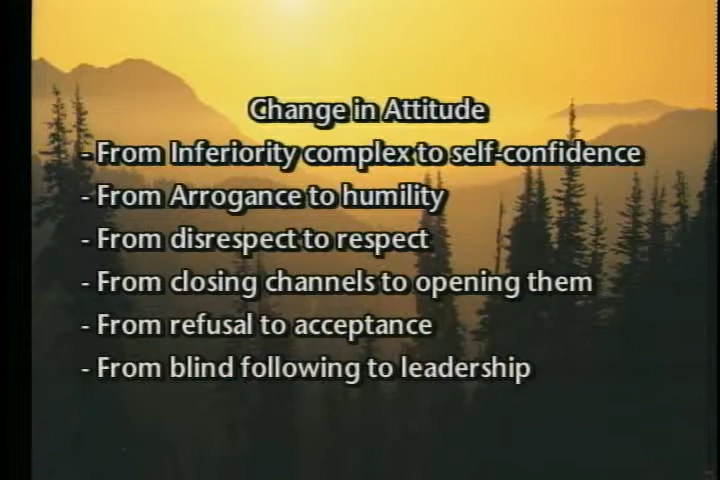 Change in Attitude
- From Inferiority complex to self-confidence
- From Arrogance to humility
- From disrespect to respect
- From closing channels to opening them
- From refusal to acceptance
- From blind following to leadership